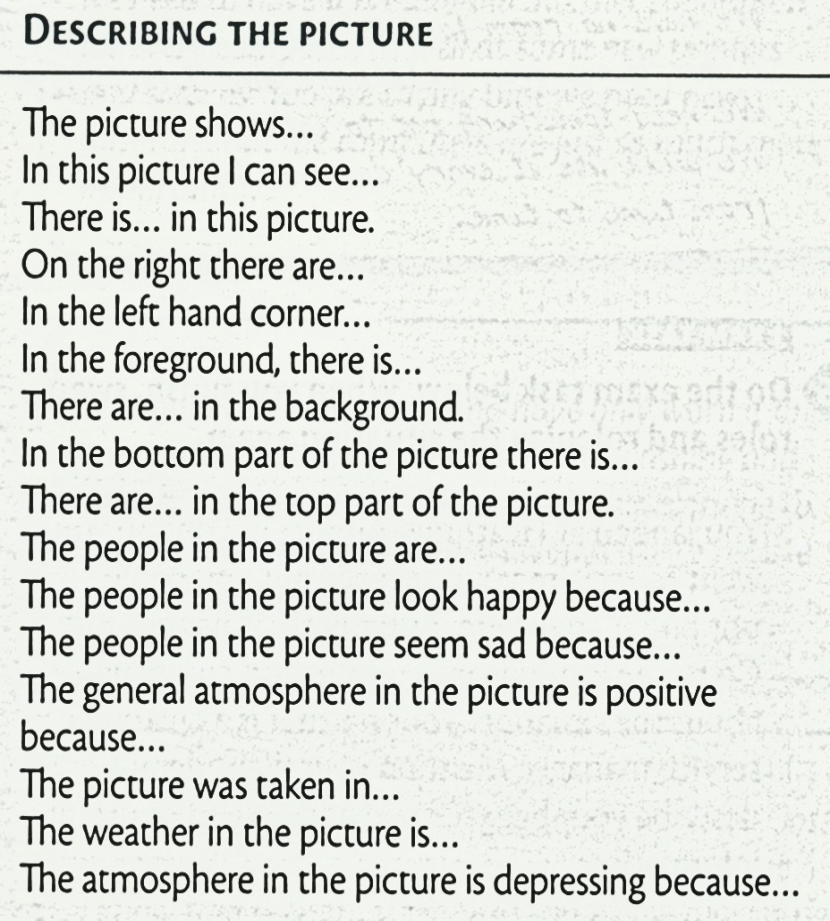 DESCRIBING THE PICTURE
The picture shows...
In this picture I can see...
There is... in this picture.
On the right there are...
In the left hand corner...
In the foreground, there is...
There are... in the background.
In the bottom part of the picture there is...
There are... in the top part of the picture.
The people in the picture are...
The people in the picture look happy because...
The people in the picture seem sad because...
The general atmosphere in the picture is positive
because...
The picture was taken in...
The weather in the picture is...
The atmosphere in the picture is depressing because...